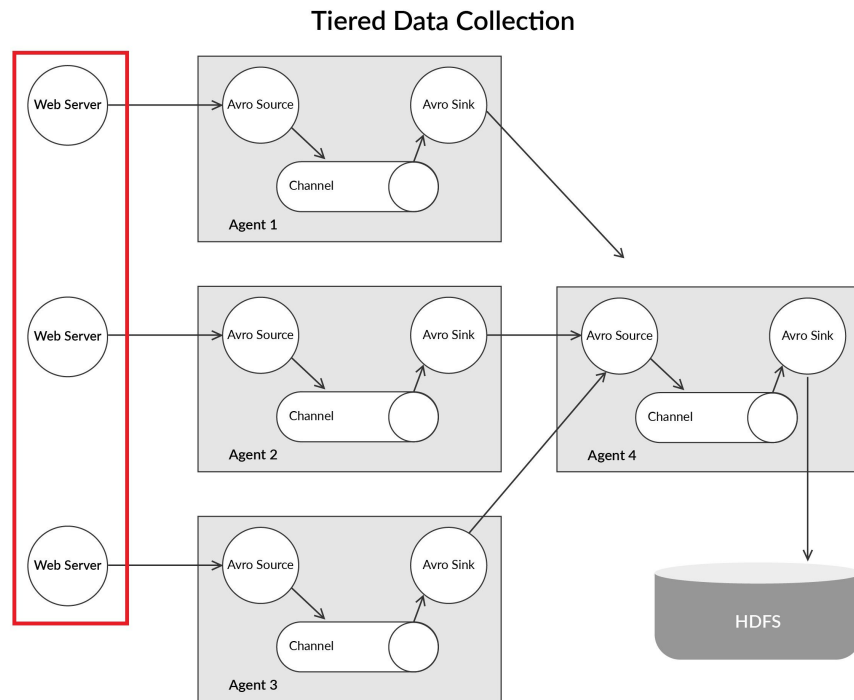 Tiered Data Collection
Web Server
Avro Source
Avro Sink
Channel
Agent 1
Web Server
Avro Source
Avro Sink
Channel
Agent 2
Avro Source
Avro Sink
Channel
Agent 4
Web Server
Avro Source
Avro Sink
Channel
Agent 3
HDFS